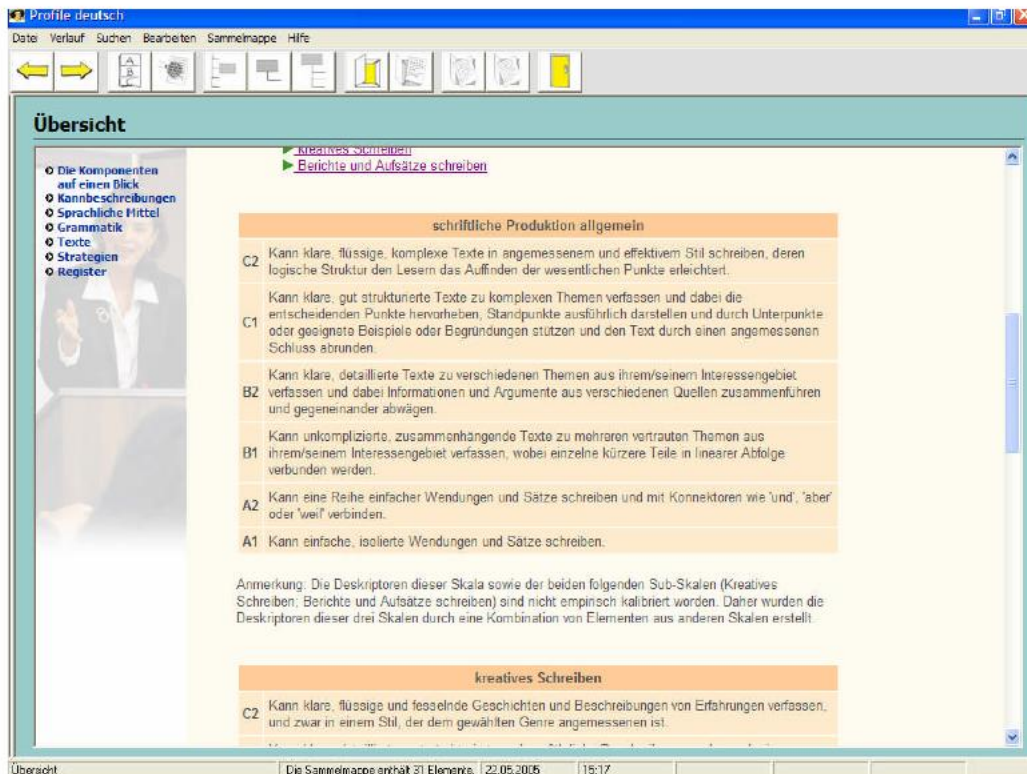 Profile deutsch
Datei Verlauf Suchen Bearbeiten Sammelmappe Hilfe
Übersicht
Die Komponenten
auf einen Blick
Kannbeschreibungen
Sprachliche Mittel
Grammatik
Texte
Strategien
Register
kreatives Schreiben
Berichte und Aufsätze schreiben
schriftliche Produktion allgemein
C2 Kann klare, flüssige, komplexe Texte in angemessenem und effektivem Stil schreiben, deren
logische Struktur den Lesern das Auffinden der wesentlichen Punkte erleichtert.
C1 Kann klare, gut strukturierte Texte zu komplexen Themen verfassen und dabei die
entscheidenden Punkte hervorheben, Standpunkte ausführlich darstellen und durch Unterpunkte
oder geeignete Beispiele oder Begründungen stützen und den Text durch einen angemessenen
Schluss abrunden.
B2 Kann klare, detaillierte Texte zu verschiedenen Themen aus ihrem/seinem Interessengebiet
verfassen und dabei Informationen und Argumente aus verschiedenen Quellen zusammenführen
und gegeneinander abwägen.
B1 Kann unkomplizierte, zusammenhängende Texte zu mehreren vertrauten Themen aus
ihrem/seinem Interessengebiet verfassen, wobei einzelne kürzere Teile in linearer Abfolge
verbunden werden.
A2 Kann eine Reihe einfacher Wendungen und Sätze schreiben und mit Konnektoren wie 'und', 'aber'
oder 'weil' verbinden.
A1 Kann einfache, isolierte Wendungen und Sätze schreiben.
Anmerkung: Die Deskriptoren dieser Skala sowie der beiden folgenden Sub-Skalen (Kreatives
Schreiben; Berichte und Aufsätze schreiben) sind nicht empirisch kalibriert worden. Daher wurden die
Deskriptoren dieser drei Skalen durch eine Kombination von Elementen aus anderen Skalen erstellt.
kreatives Schreiben
C2 Kann klare, flüssige und fesselnde Geschichten und Beschreibungen von Erfahrungen verfassen,
und zwar in einem Stil, der dem gewählten Genre angemessenen ist.
Übersicht Die Sammelmappe enthält 31 Elemente. 22.05.2005 15:17